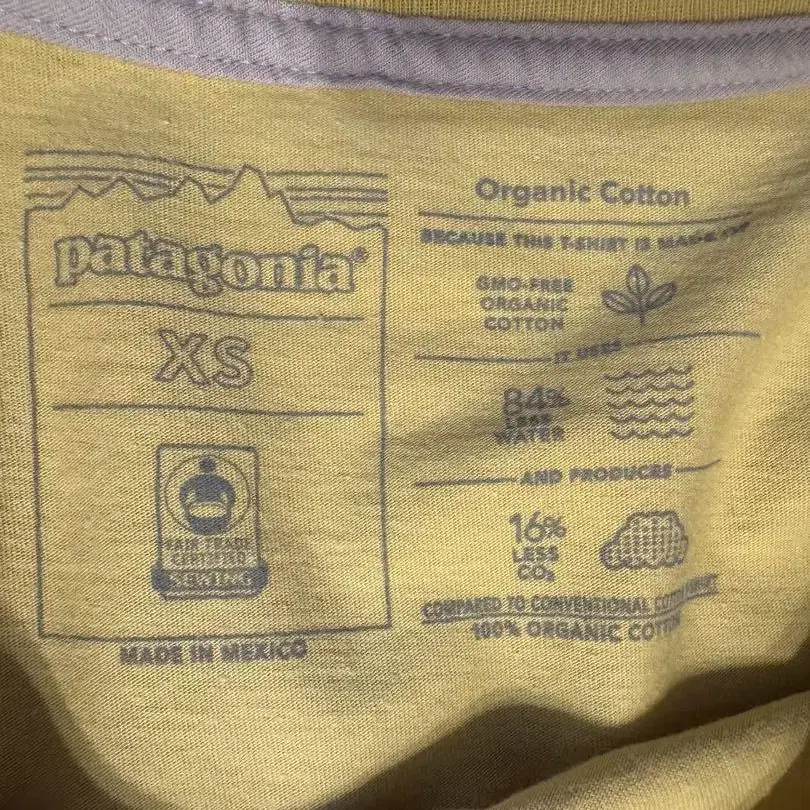 patagonia®
XS
FAIR TRADE
CERTIFIED
SEWING
MADE IN MEXICO
Organic Cotton
BECAUSE THIS T-SHIRT IS MADE
GMO-FREE
ORGANIC
COTTON
IT USES
84%
LESS
WATER
AND PRODUCES
16%
LESS
CO₂
COMPARED TO CONVENTIONAL
100% ORGANIC COTTON